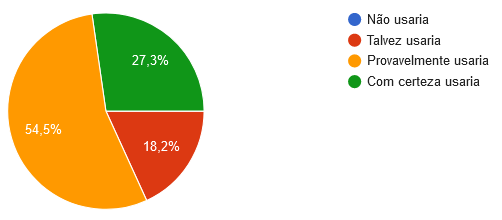 Não usaria
Talvez usaria
Provavelmente usaria
Com certeza usaria
27,3%
54,5%
18,2%